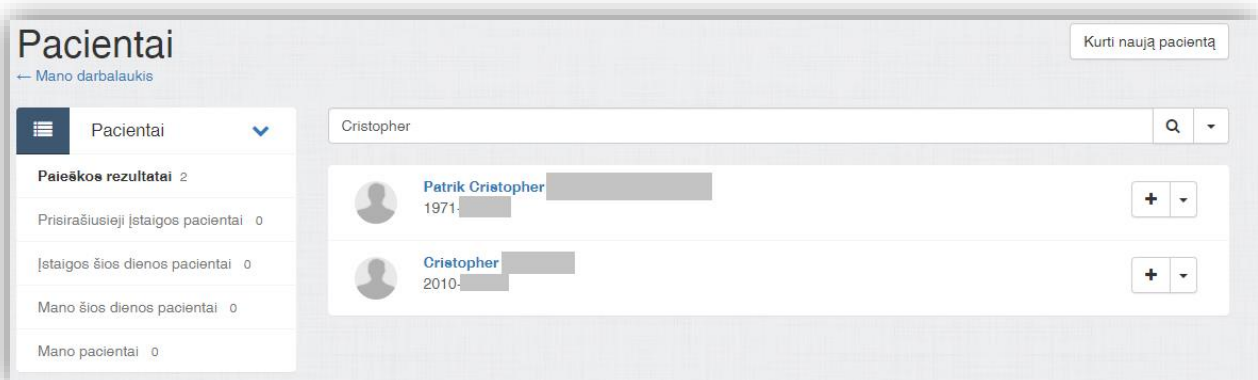 Pacientai
Kurti naują pacientą
← Mano darbalaukis
Pacientai
Paieškos rezultatai 2
Prisirašiusieji įstaigos pacientai 0
Įstaigos šios dienos pacientai 0
Mano šios dienos pacientai 0
Mano pacientai 0
Cristopher
Patrik Cristopher
1971-
Cristopher
2010-